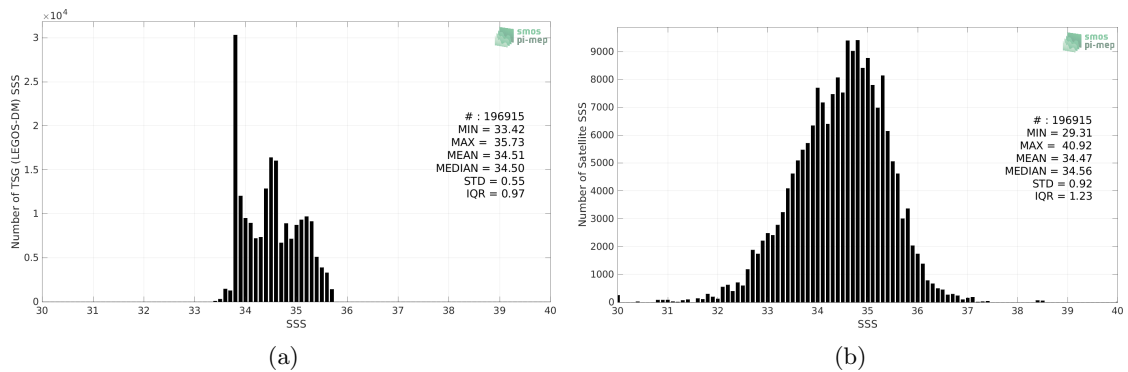 ×10⁴
smos
pi-mep
3
2.5
2
1.5
1
0.5
0
Number of TSG (LEGOS-DM) SSS
# : 196915
MIN = 33.42
MAX = 35.73
MEAN = 34.51
MEDIAN = 34.50
STD = 0.55
IQR = 0.97
30 31 32 33 34 35 36 37 38 39 40
SSS
(a)
smos
pi-mep
9000
8000
7000
6000
5000
4000
3000
2000
1000
0
Number of Satellite SSS
# : 196915
MIN = 29.31
MAX = 40.92
MEAN = 34.47
MEDIAN = 34.56
STD = 0.92
IQR = 1.23
30 31 32 33 34 35 36 37 38 39 40
SSS
(b)